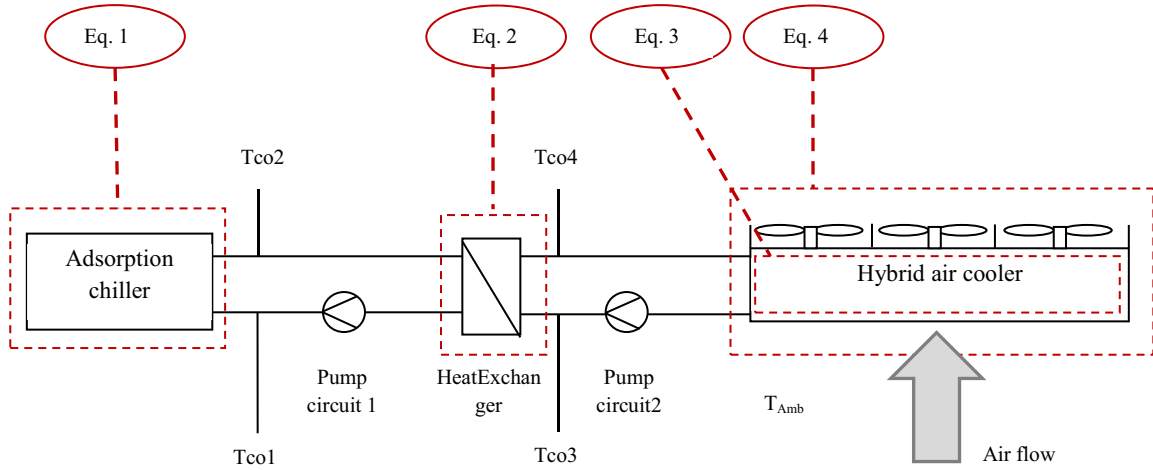 Eq. 1
Eq. 2
Eq. 3
Eq. 4
Tco2
Tco4
Adsorption
chiller
Hybrid air cooler
Pump
circuit 1
HeatExchan
ger
Pump
circuit2
T_Amb
Tco1
Tco3
Air flow